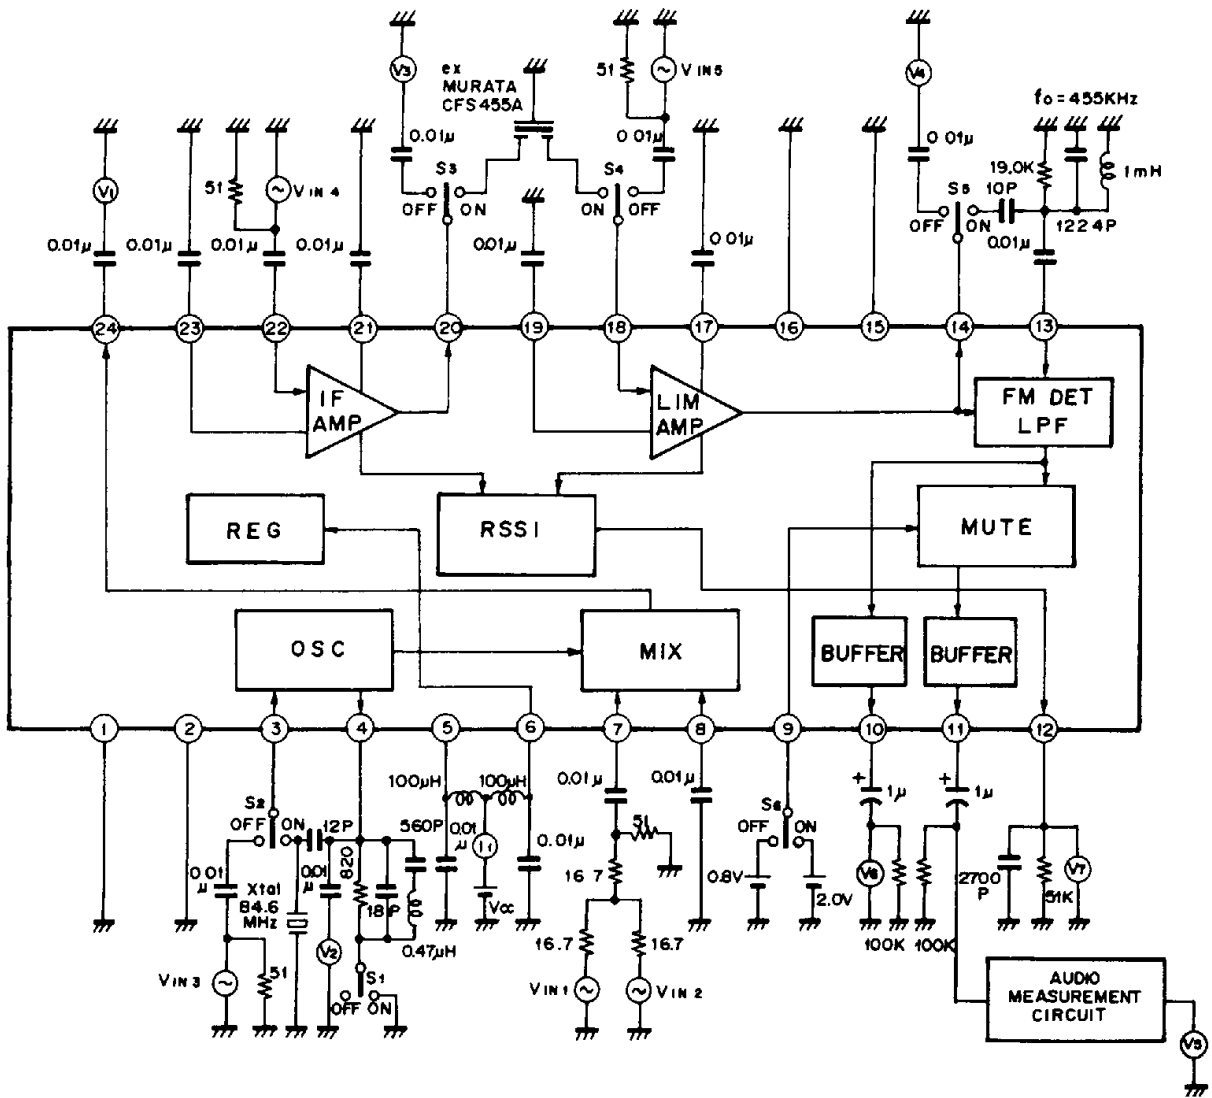 V3
ex
MURATA
CFS455A
51
VIN5
V4
fo=455KHz
0.01μ
0.01μ
0.01μ
19.0K
1mH
V1
51
VIN4
S3
OFF
ON
S4
ON
OFF
S5
OFF
ON
10P
1224P
0.01μ
0.01μ
0.01μ
0.01μ
0.01μ
0.01μ
0.01μ
24
23
22
21
20
19
18
17
16
15
14
13
IF
AMP
LIM
AMP
FM DET
LPF
REG
RSSI
MUTE
OSC
MIX
BUFFER
BUFFER
1
2
3
4
5
6
7
8
9
10
11
12
S2
OFF
ON
12P
820
100μH
100μH
560P
0.01
μ
I1
0.01μ
Vcc
0.01μ
0.01μ
51
16.7
16.7
16.7
S6
OFF
ON
0.8V
2.0V
+
1μ
+
1μ
V6
100K
100K
2700
P
51K
V7
0.01
μ
Xtal
84.6
MHz
0.01
μ
18P
0.47μH
VIN3
51
V2
S1
OFF
ON
VIN1
VIN2
AUDIO
MEASUREMENT
CIRCUIT
V5